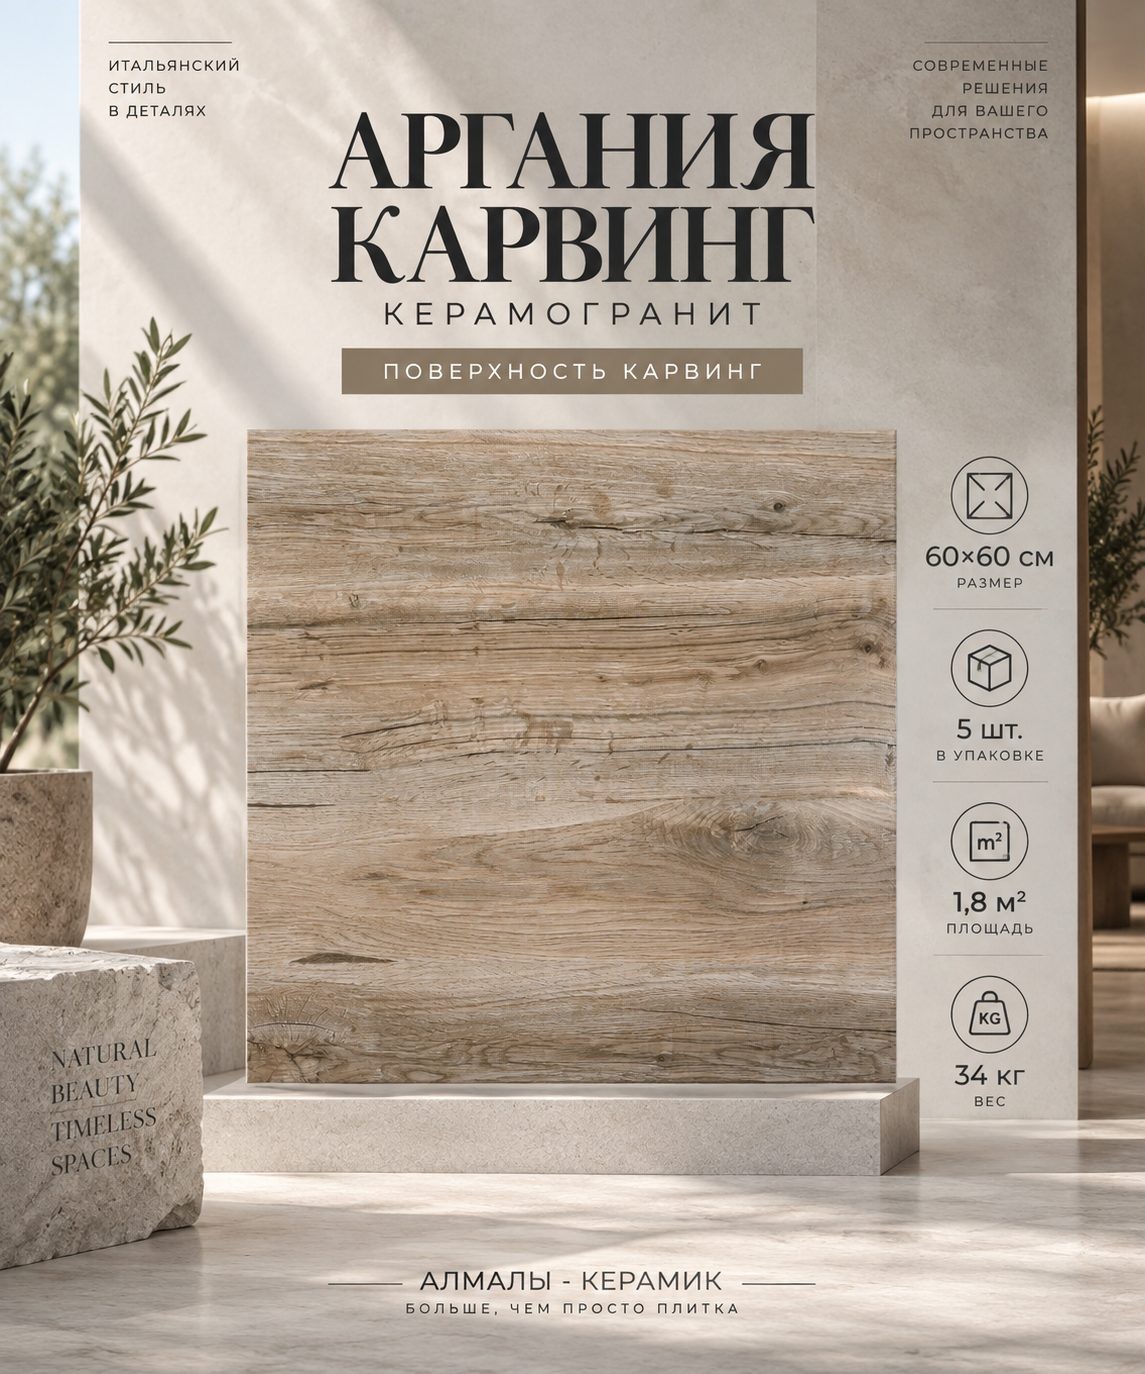 ИТАЛЬЯНСКИЙ
СТИЛЬ
В ДЕТАЛЯХ
СОВРЕМЕННЫЕ
РЕШЕНИЯ
ДЛЯ ВАШЕГО
ПРОСТРАНСТВА
АРГАНИЯ
КАРВИНГ
КЕРАМОГРАНИТ
ПОВЕРХНОСТЬ КАРВИНГ
60×60 см
РАЗМЕР
5 шт.
В УПАКОВКЕ
m²
1,8 м²
ПЛОЩАДЬ
KG
34 кг
ВЕС
NATURAL
BEAUTY
TIMELESS
SPACES
АЛМАЛЫ - КЕРАМИК
БОЛЬШЕ, ЧЕМ ПРОСТО ПЛИТКА